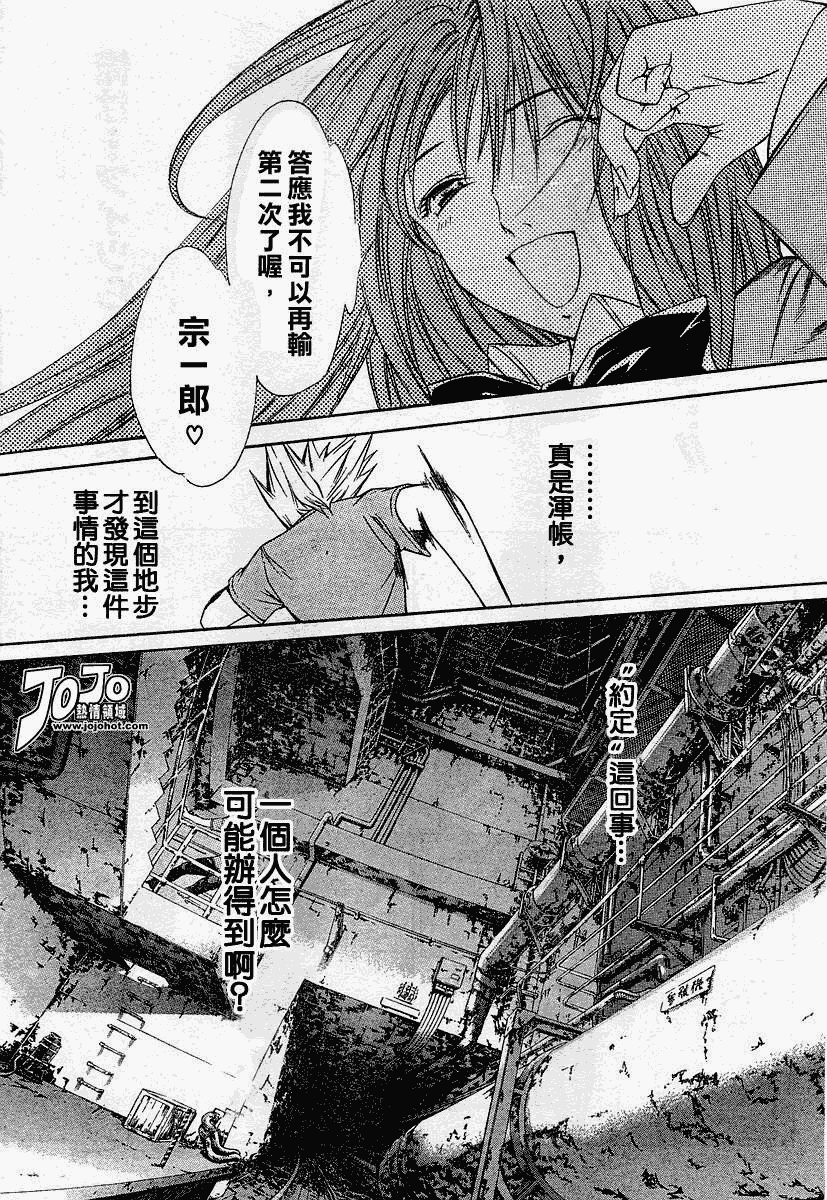 答應我不可以再輸
第二次了喔，
宗一郎♡
………
真是渾帳，
到這個地步
才發現這件
事情的我…
“約定”這回事…
一個人怎麼
可能辦得到啊？
JOJO
熱情領域
www.jojohot.com